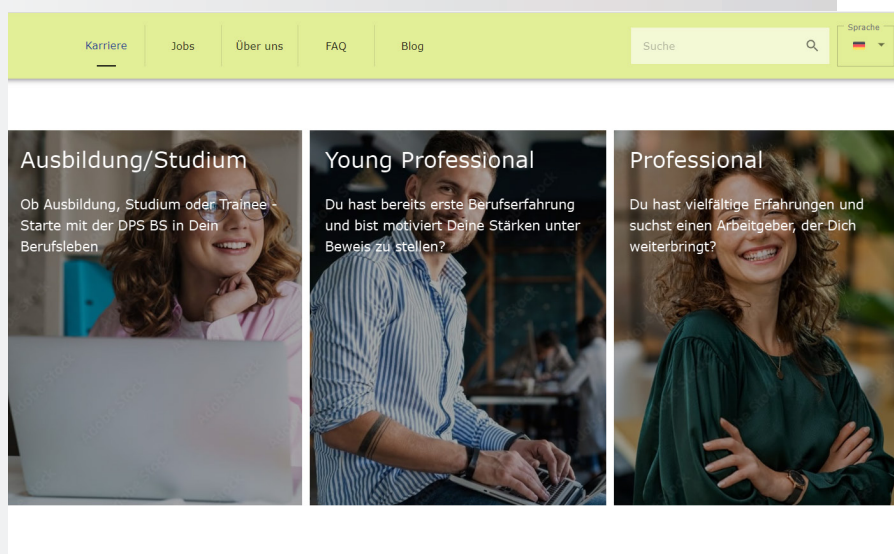 Sprache
Karriere
Jobs
Über uns
FAQ
Blog
Suche
Ausbildung/Studium
Ob Ausbildung, Studium oder Trainee -
Starte mit der DPS BS in Dein
Berufsleben
Young Professional
Du hast bereits erste Berufserfahrung
und bist motiviert Deine Stärken unter
Beweis zu stellen?
Professional
Du hast vielfältige Erfahrungen und
suchst einen Arbeitgeber, der Dich
weiterbringt?